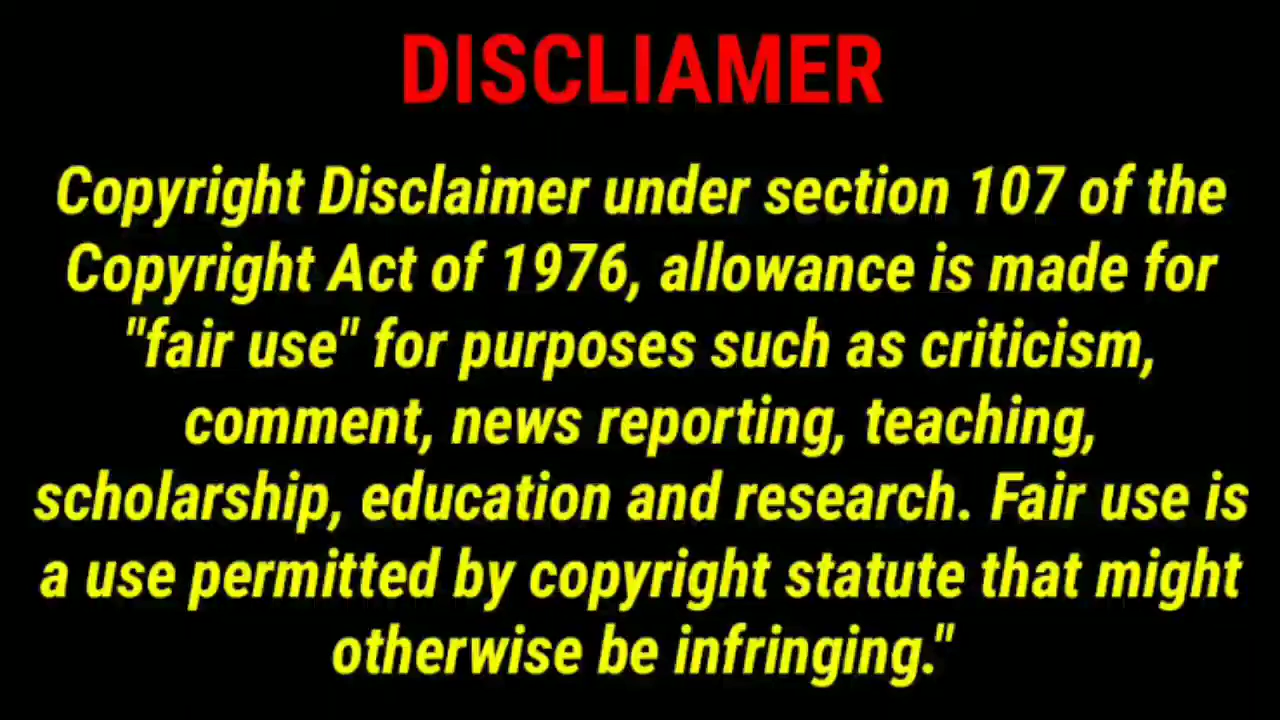 DISCLIAMER
Copyright Disclaimer under section 107 of the
Copyright Act of 1976, allowance is made for
"fair use" for purposes such as criticism,
comment, news reporting, teaching,
scholarship, education and research. Fair use is
a use permitted by copyright statute that might
otherwise be infringing."